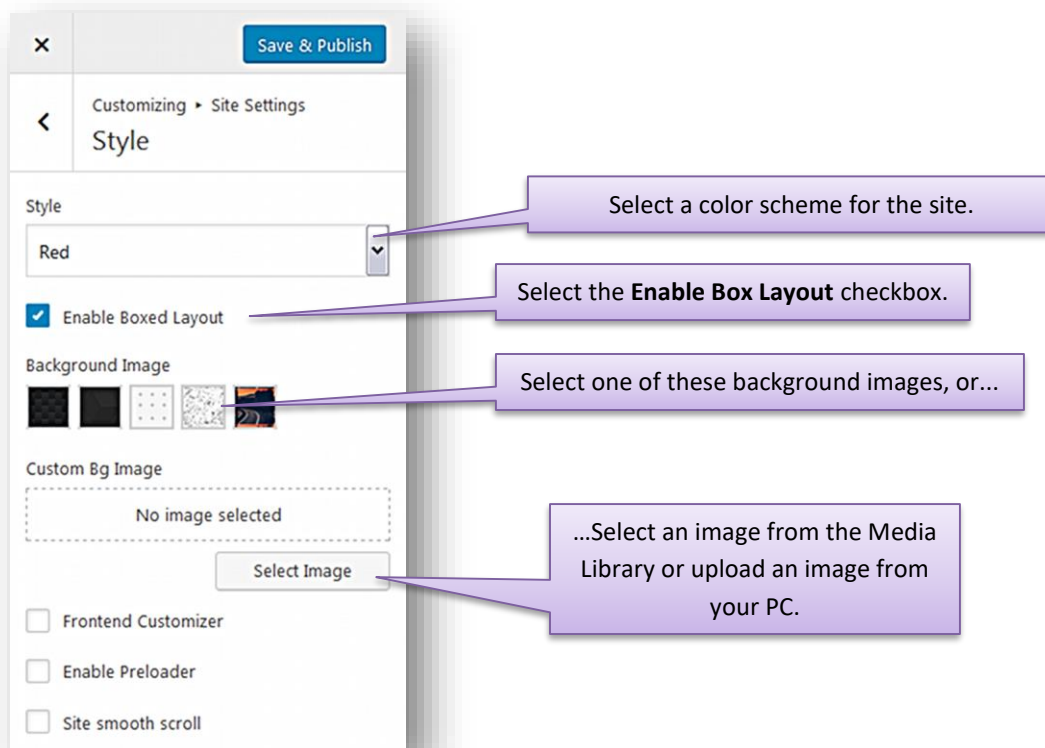 Save & Publish
Customizing ▸ Site Settings
Style
Style
Select a color scheme for the site.
Red
Select the Enable Box Layout checkbox.
Enable Boxed Layout
Background Image
Select one of these background images, or...
Custom Bg Image
No image selected
...Select an image from the Media
Library or upload an image from
your PC.
Select Image
Frontend Customizer
Enable Preloader
Site smooth scroll